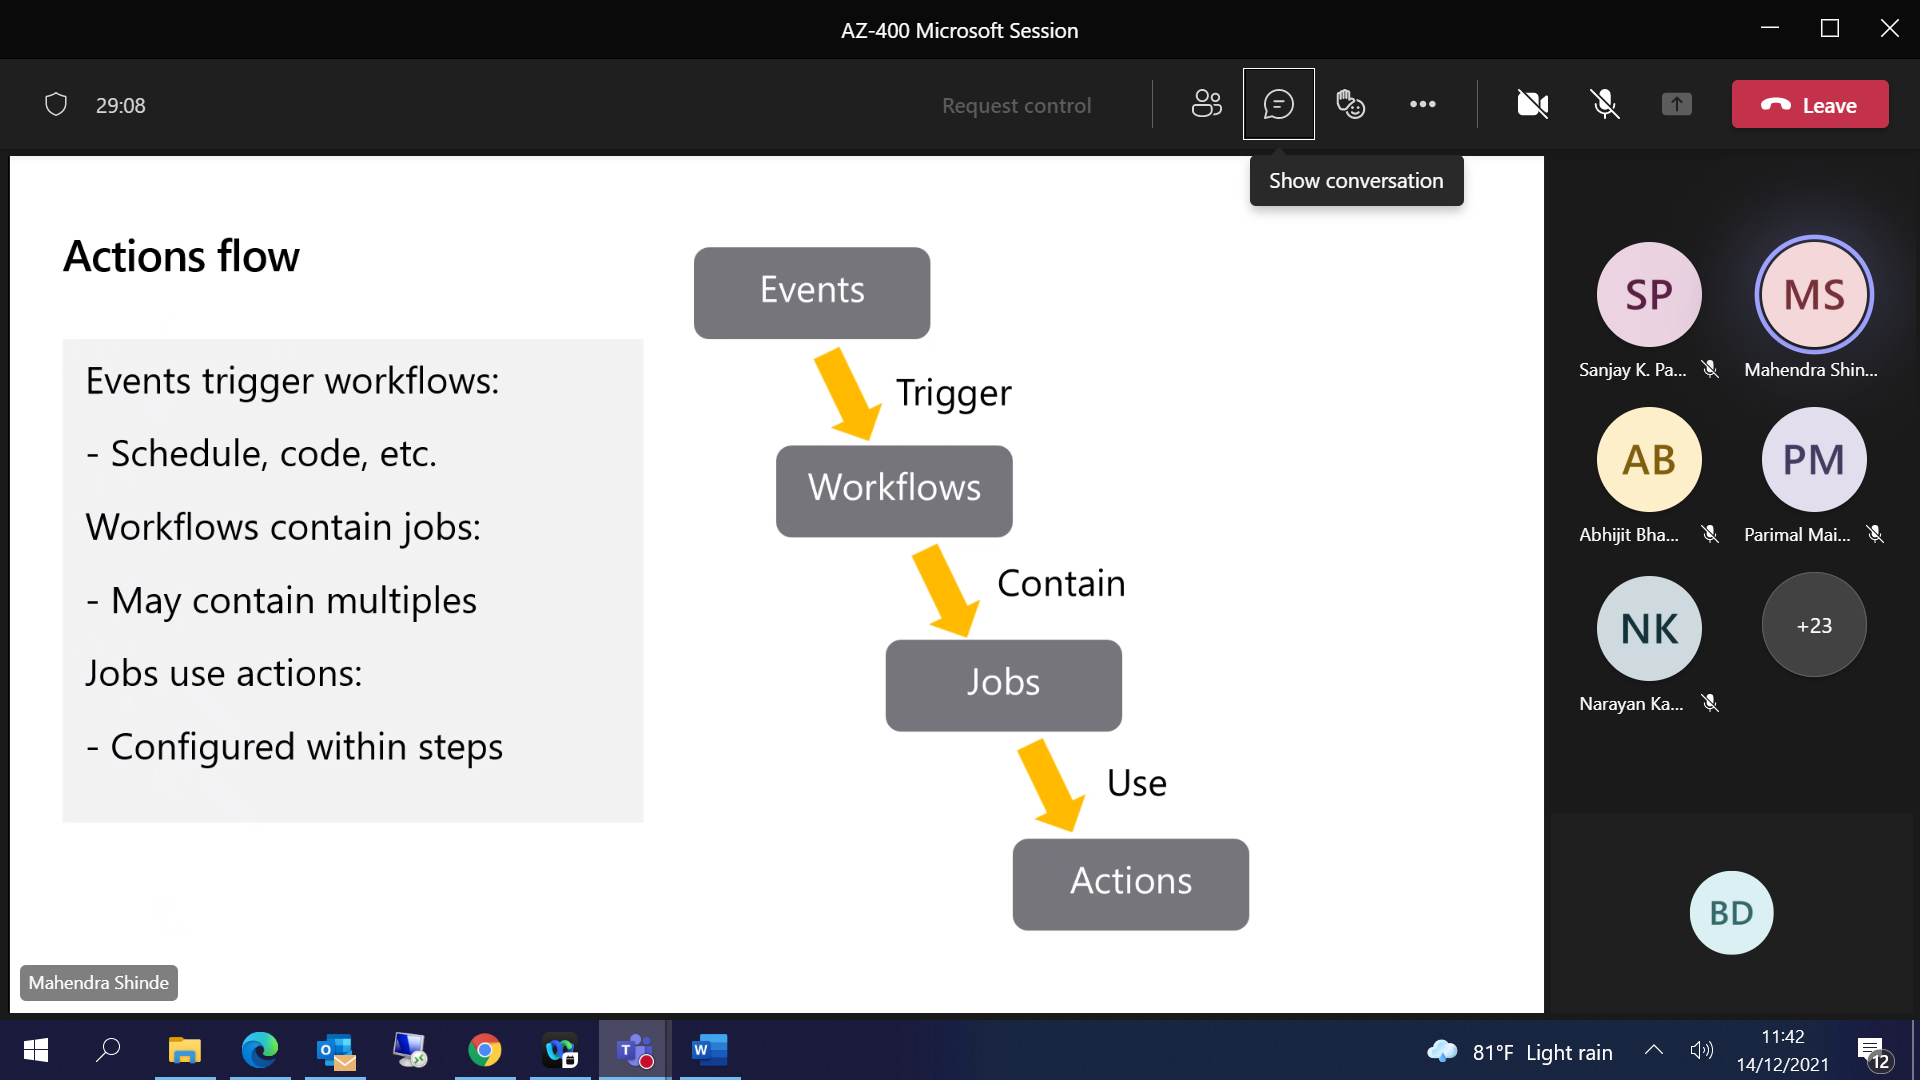 AZ-400 Microsoft Session
29:08
Request control
Leave
Show conversation
Actions flow
Events trigger workflows:
- Schedule, code, etc.
Workflows contain jobs:
- May contain multiples
Jobs use actions:
- Configured within steps
Events
Trigger
Workflows
Contain
Jobs
Use
Actions
Mahendra Shinde
SP
MS
Sanjay K. Pa...
Mahendra Shin...
AB
PM
Abhijit Bha...
Parimal Mai...
NK
+23
Narayan Ka...
BD
81°F Light rain
11:42
14/12/2021
12